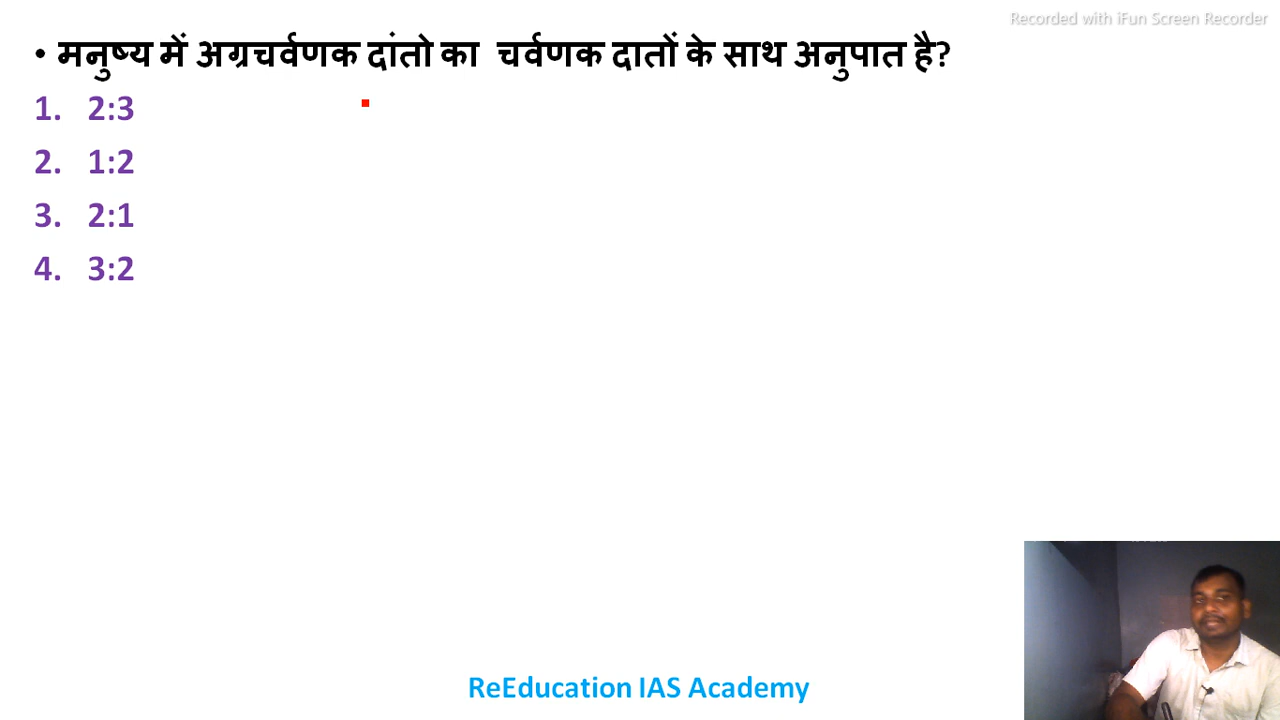 Recorded with iFun Screen Recorder
• मनुष्य में अग्रचर्वणक दांतो का चर्वणक दातों के साथ अनुपात है?
1. 2:3
2. 1:2
3. 2:1
4. 3:2
ReEducation IAS Academy